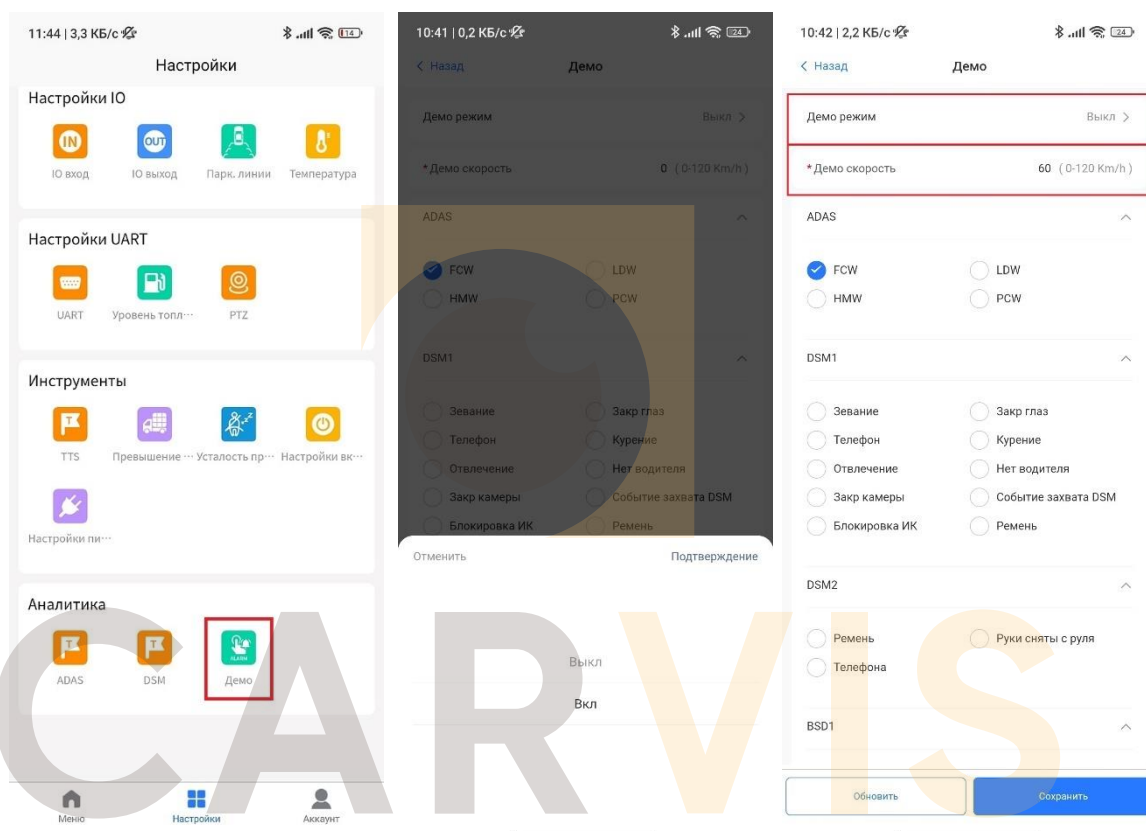 11:44 | 3,3 КБ/с
14
Настройки
Настройки IO
IN
OUT
IO вход
IO выход
Парк. линии
Температура
Настройки UART
UART
Уровень топл···
PTZ
Инструменты
TTS
Превышение ···
Усталость пр···
Настройки вк···
Настройки пи···
Аналитика
ALARM
ADAS
DSM
Демо
Меню
Настройки
Аккаунт
10:41 | 0,2 КБ/с
24
Назад
Демо
Демо режим
Выкл
*Демо скорость
0 ( 0-120 Km/h )
ADAS
FCW
LDW
HMW
PCW
DSM1
Зевание
Закр глаз
Телефон
Курение
Отвлечение
Нет водителя
Закр камеры
Событие захвата DSM
Блокировка ИК
Ремень
Отменить
Подтверждение
Выкл
Вкл
10:42 | 2,2 КБ/с
24
Назад
Демо
Демо режим
Выкл
*Демо скорость
60 ( 0-120 Km/h )
ADAS
FCW
LDW
HMW
PCW
DSM1
Зевание
Закр глаз
Телефон
Курение
Отвлечение
Нет водителя
Закр камеры
Событие захвата DSM
Блокировка ИК
Ремень
DSM2
Ремень
Руки сняты с руля
Телефона
BSD1
Обновить
Сохранить
CARVIS